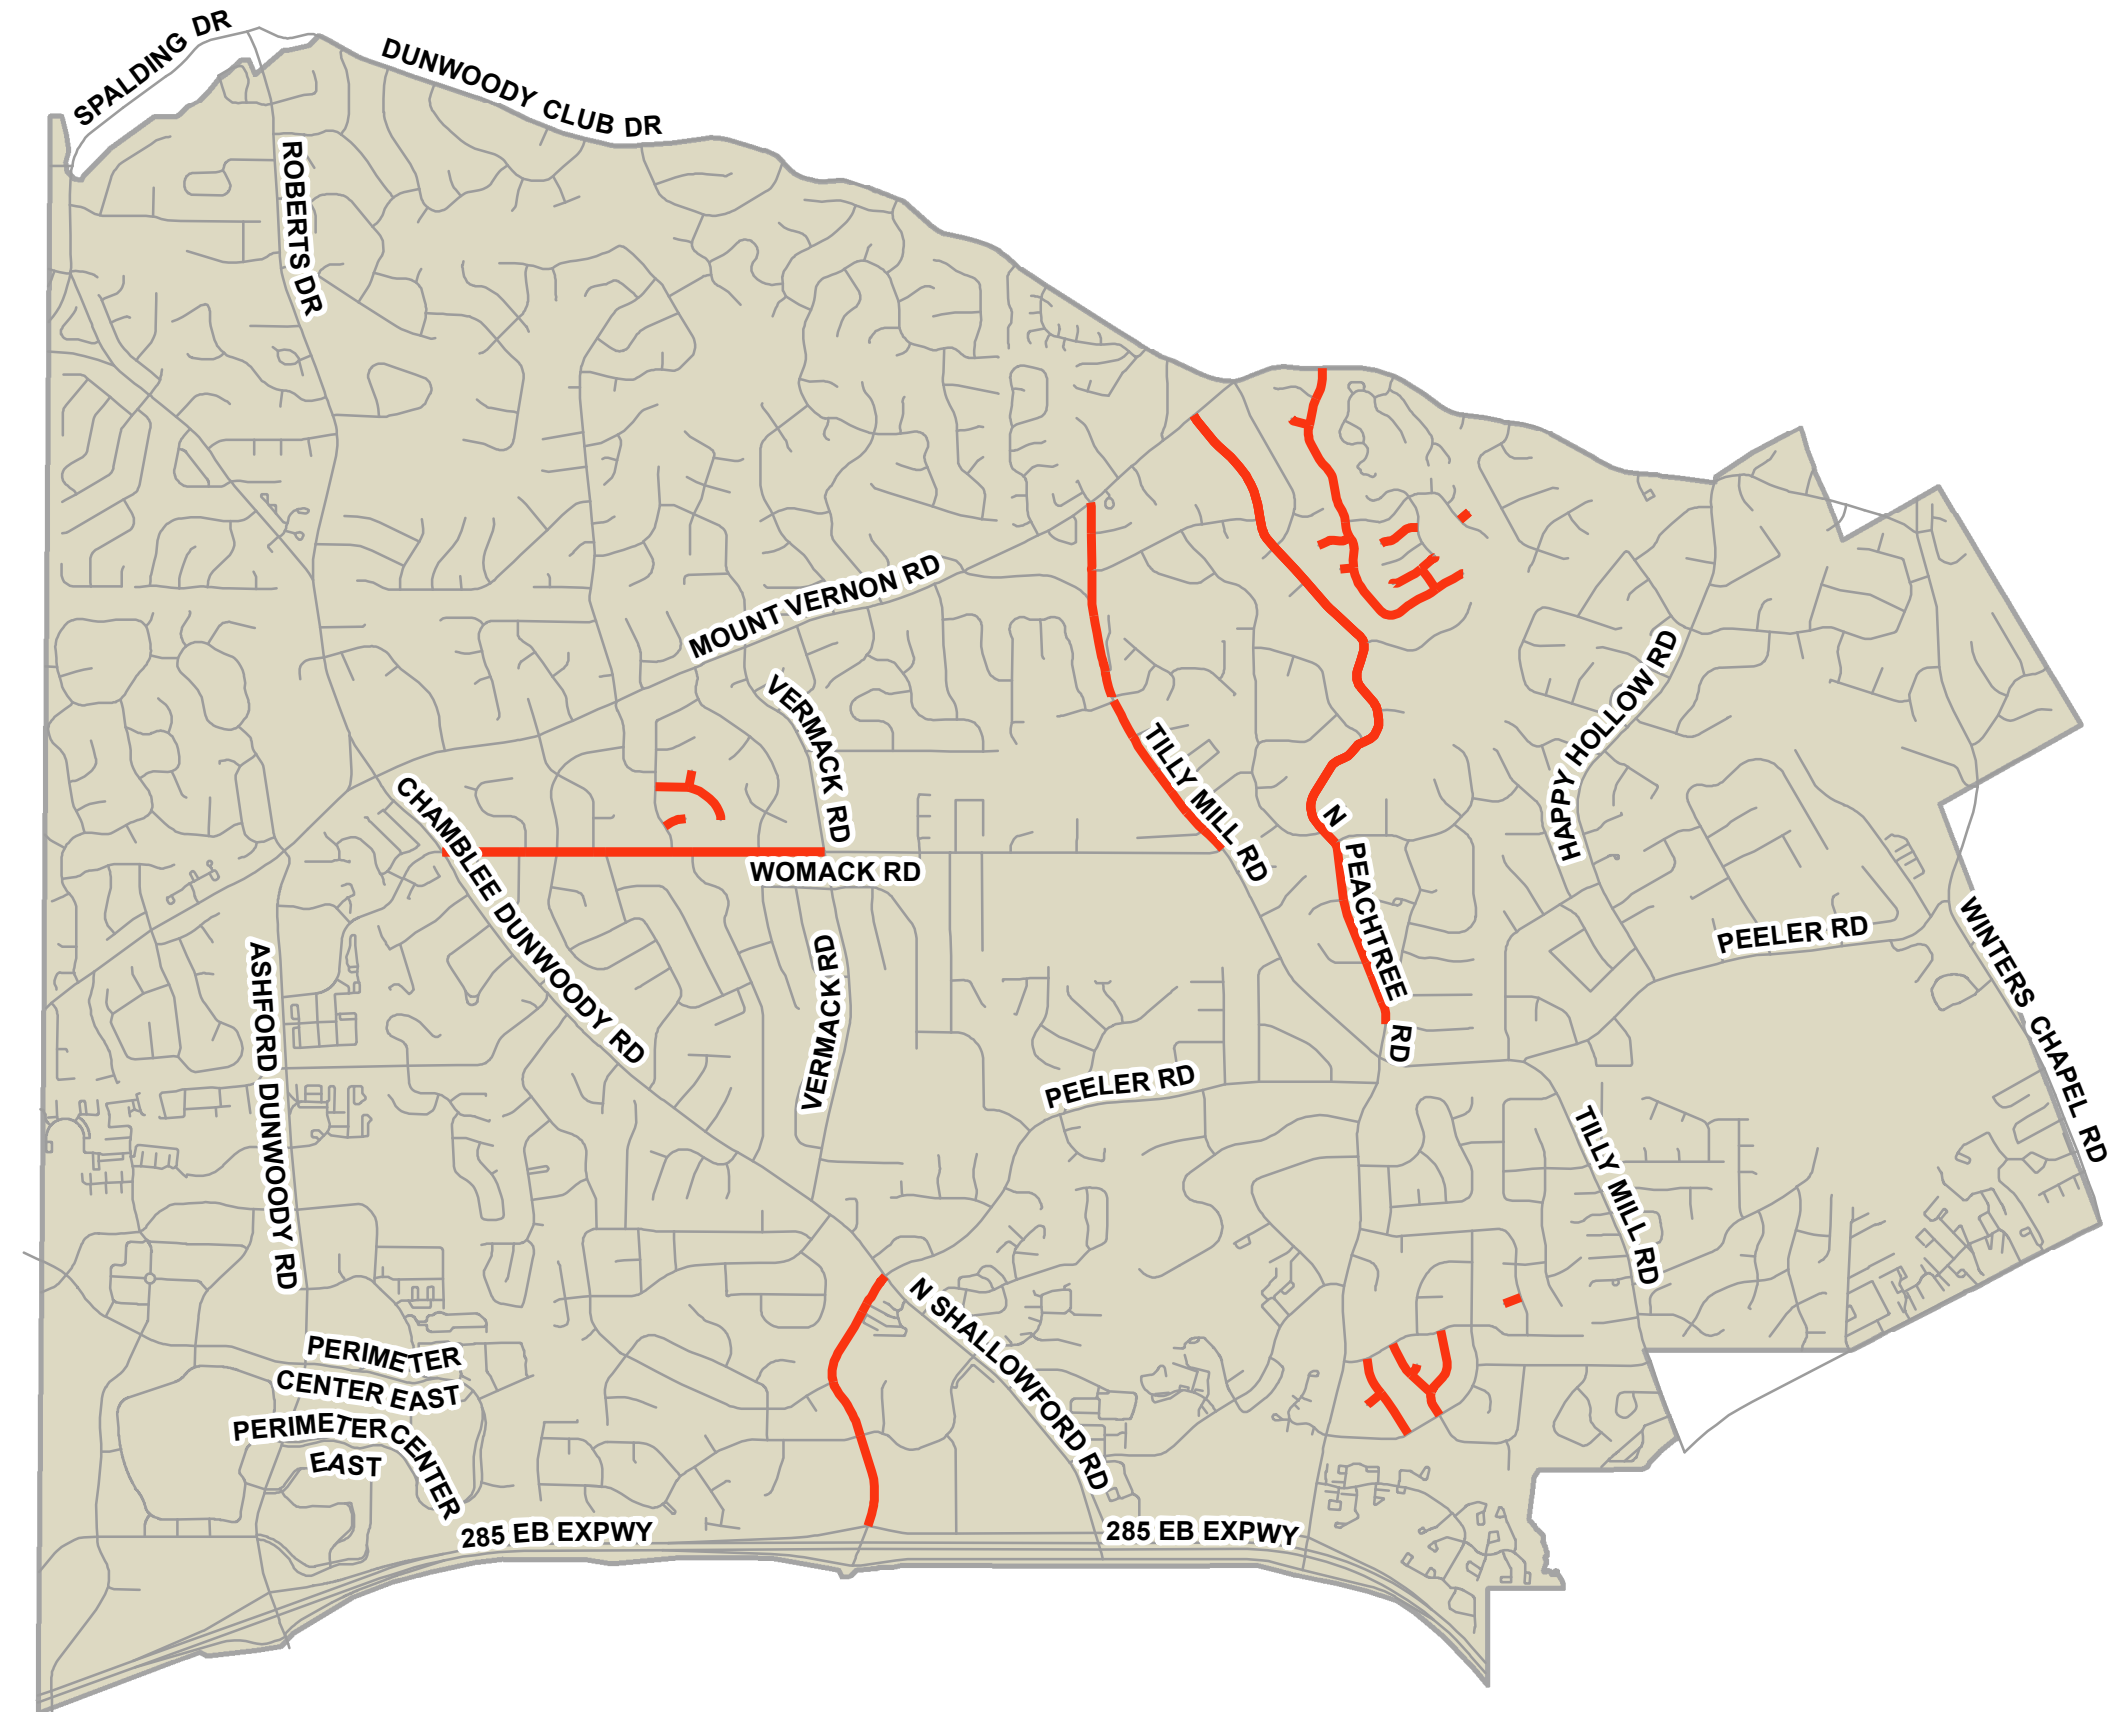 SPALDING DR
DUNWOODY CLUB DR
ROBERTS DR
MOUNT VERNON RD
VERMACK RD
TILLY MILL RD
HAPPY HOLLOW RD
CHAMBLEE DUNWOODY RD
WOMACK RD
N PEACHTREE RD
PEELER RD
WINTERS CHAPEL RD
ASHFORD DUNWOODY RD
VERMACK RD
PEELER RD
TILLY MILL RD
N SHALLOWFORD RD
PERIMETER
CENTER EAST
PERIMETER CENTER
EAST
285 EB EXPWY
285 EB EXPWY